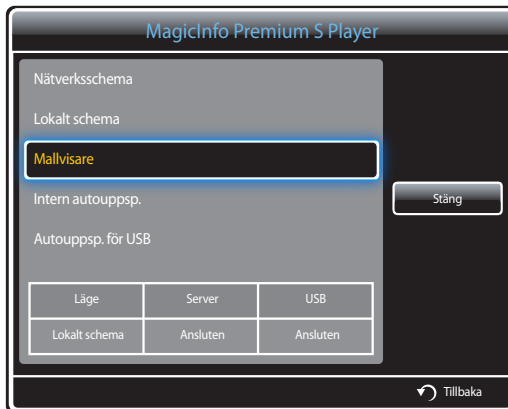 MagicInfo Premium S Player
Nätverksschema
Lokalt schema
Mallvisare
Intern autouppsp.
Stäng
Autouppsp. för USB
Läge Server USB
Lokalt schema Ansluten Ansluten
Tillbaka